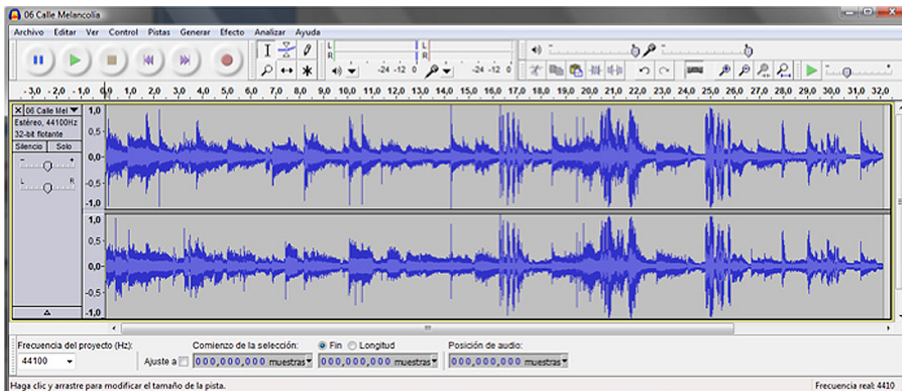 06 Calle Melancolía
Archivo Editar Ver Control Pistas Generar Efecto Analizar Ayuda
L
R
L
R
-24 -12 0
-24 -12 0
-3,0 -2,0 -1,0 0,0 1,0 2,0 3,0 4,0 5,0 6,0 7,0 8,0 9,0 10,0 11,0 12,0 13,0 14,0 15,0 16,0 17,0 18,0 19,0 20,0 21,0 22,0 23,0 24,0 25,0 26,0 27,0 28,0 29,0 30,0 31,0 32,0
X 06 Calle Mel
Estéreo, 44100Hz
32-bit flotante
Silencio Solo
- +
L R
1,0
0,5
0,0
-0,5
-1,0
1,0
0,5
0,0
-0,5
-1,0
Frecuencia del proyecto (Hz):
44100
Ajuste a
Comienzo de la selección:
000,000,000 muestras
Fin Longitud
000,000,000 muestras
Posición de audio:
000,000,000 muestras
Haga clic y arrastre para modificar el tamaño de la pista.
Frecuencia real: 4410